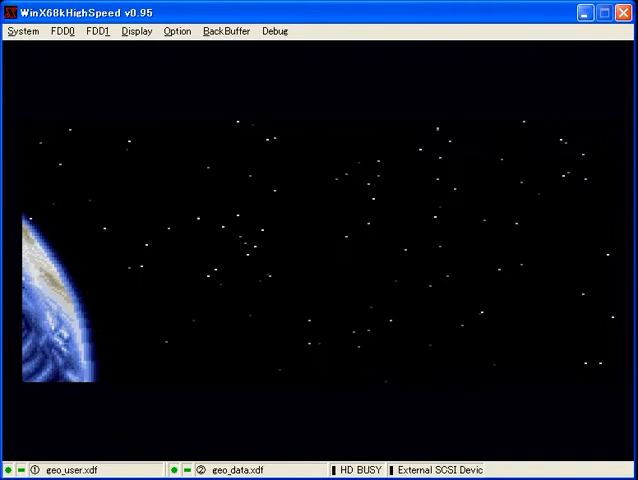 WinX68kHighSpeed v0.95
System FDD0 FDD1 Display Option BackBuffer Debug
① geo_user.xdf ② geo_data.xdf HD BUSY External SCSI Devic